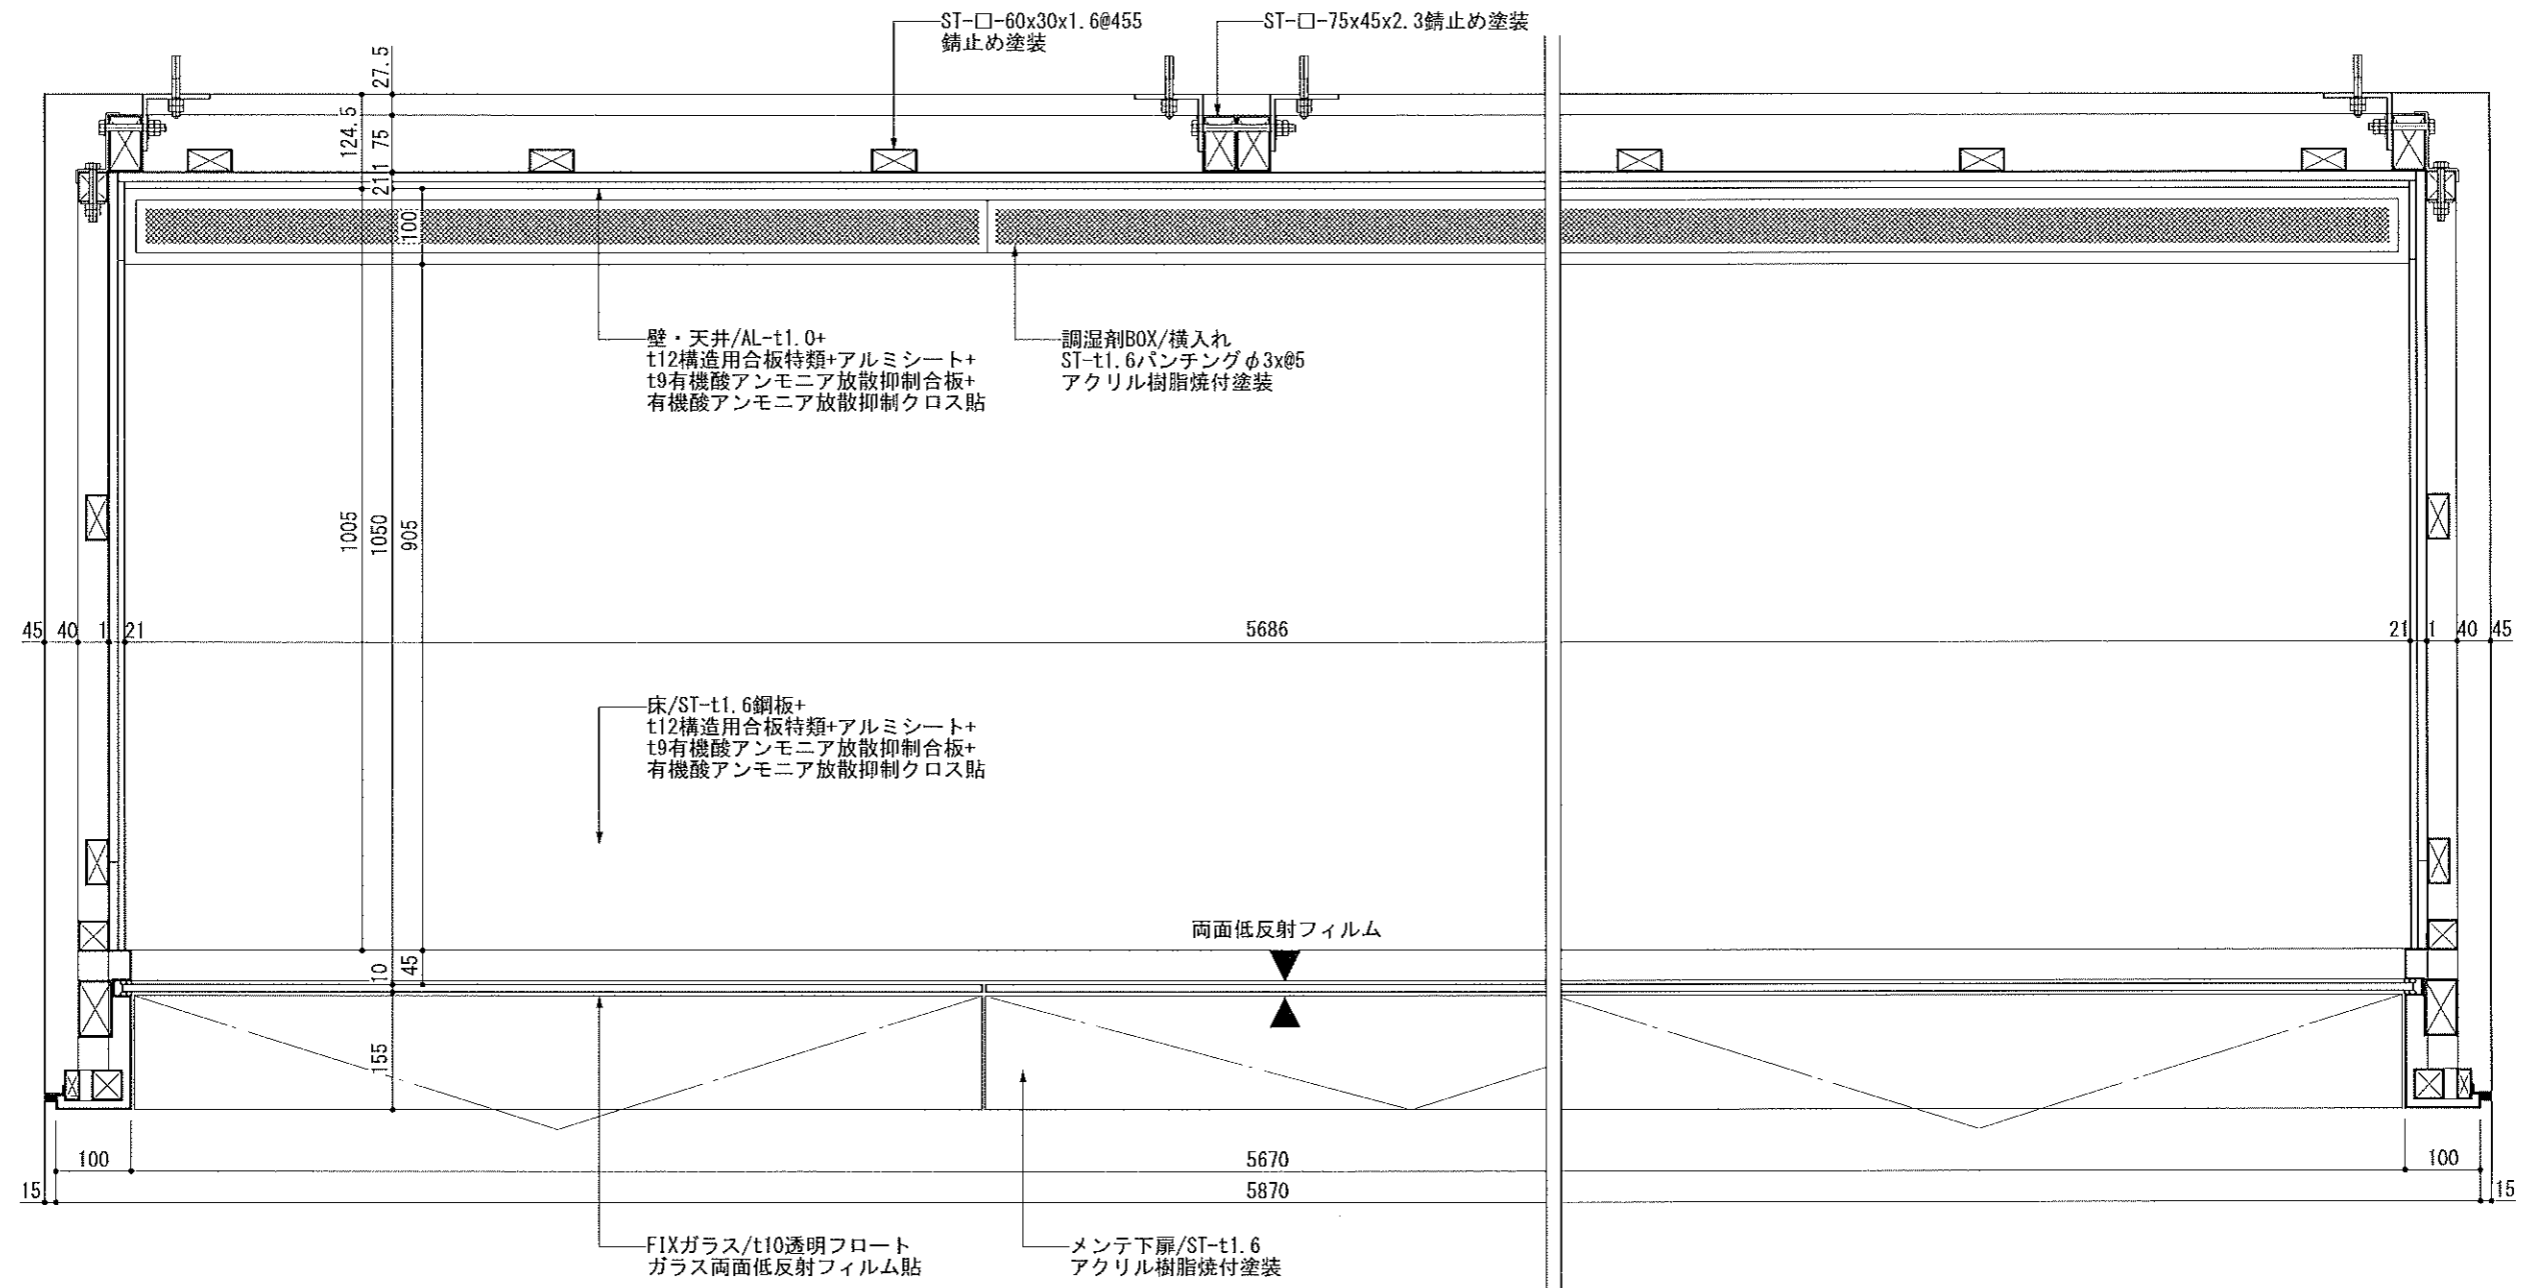 ST-□-60x30x1.6@455
錆止め塗装
ST-□-75x45x2.3錆止め塗装
27.5
124.5
75
1
21
100
壁・天井/AL-t1.0+
t12構造用合板特類+アルミシート+
t9有機酸アンモニア放散抑制合板+
有機酸アンモニア放散抑制クロス貼
調湿剤BOX/横入れ
ST-t1.6パンチングφ3x@5
アクリル樹脂焼付塗装
1005
1050
905
45
40
1
21
5686
21
1
40
45
床/ST-t1.6鋼板+
t12構造用合板特類+アルミシート+
t9有機酸アンモニア放散抑制合板+
有機酸アンモニア放散抑制クロス貼
両面低反射フィルム
10
45
155
100
5670
100
15
5870
15
FIXガラス/t10透明フロート
ガラス両面低反射フィルム貼
メンテ下扉/ST-t1.6
アクリル樹脂焼付塗装